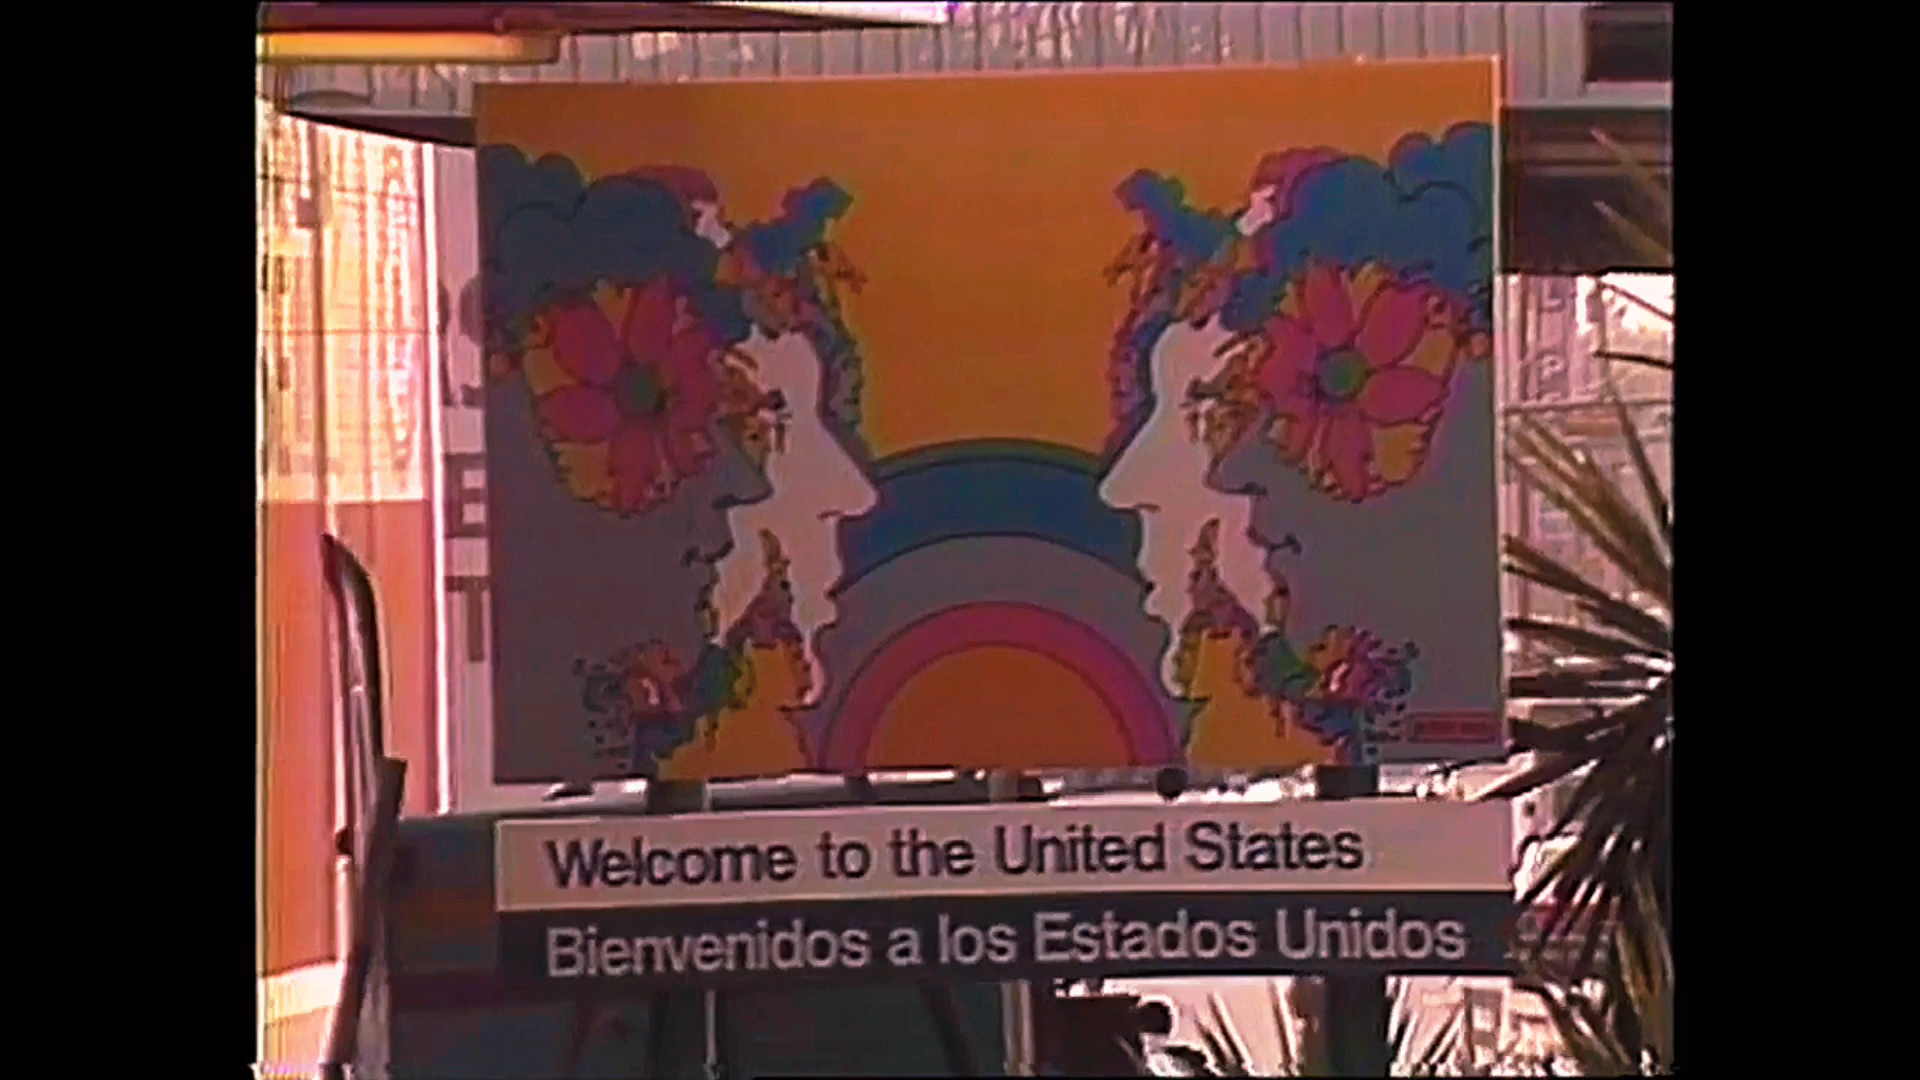 Welcome to the United States
Bienvenidos a los Estados Unidos